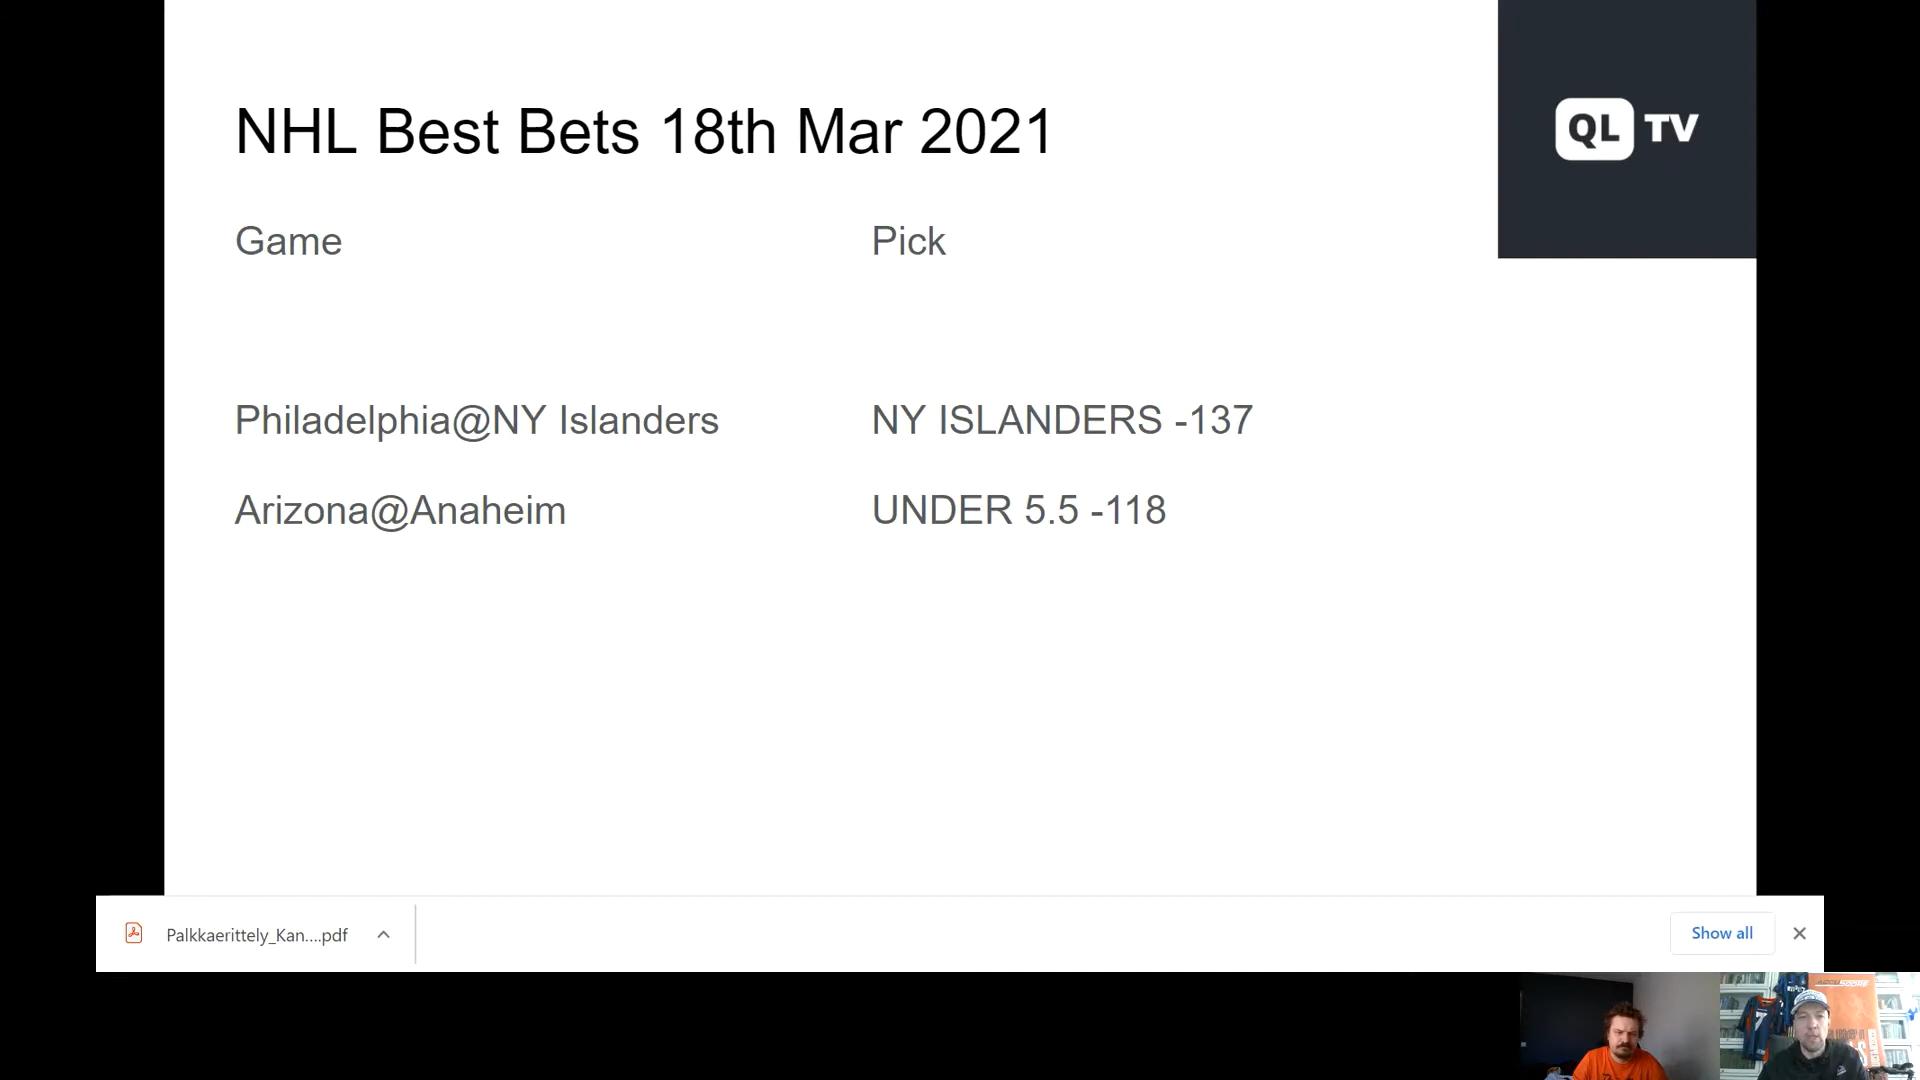 NHL Best Bets 18th Mar 2021
QL TV
Game Pick
Philadelphia@NY Islanders NY ISLANDERS -137
Arizona@Anaheim UNDER 5.5 -118
Palkkaerittely_Kan....pdf
Show all